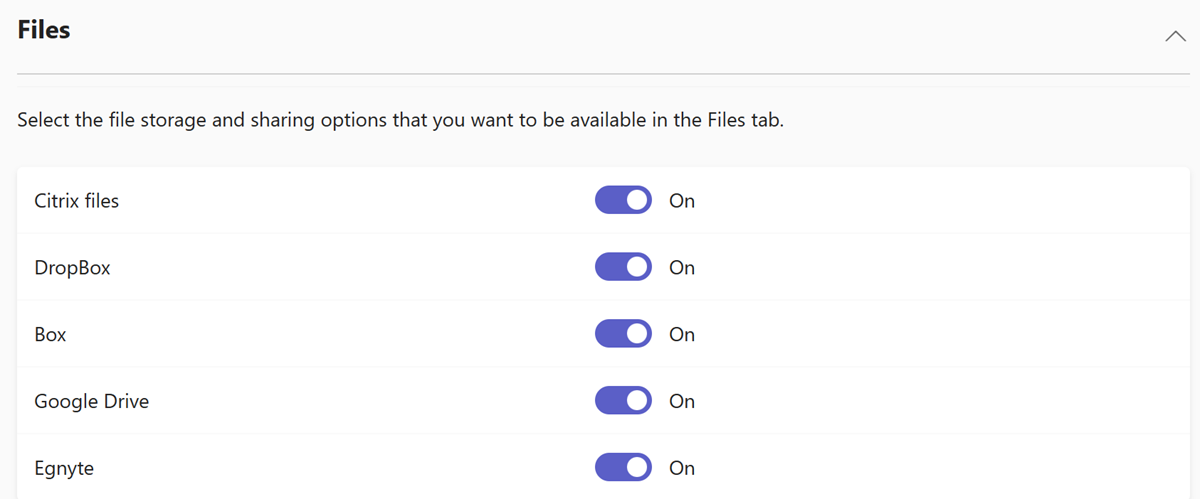 Files
Select the file storage and sharing options that you want to be available in the Files tab.
Citrix files On
DropBox On
Box On
Google Drive On
Egnyte On